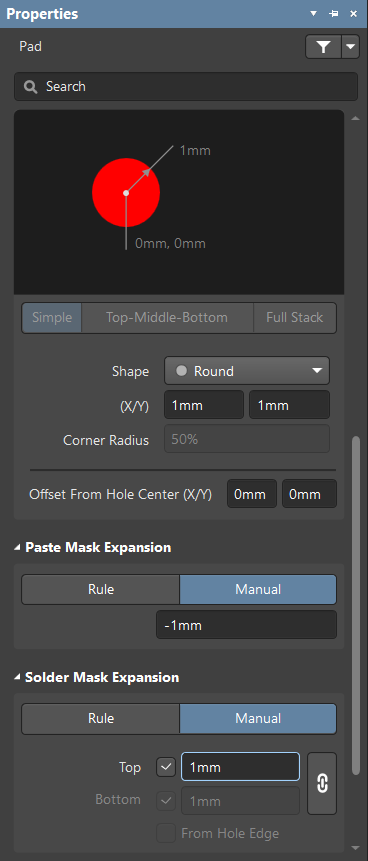 Properties
Pad
Search
1mm
0mm, 0mm
Simple Top-Middle-Bottom Full Stack
Shape Round
(X/Y) 1mm 1mm
Corner Radius 50%
Offset From Hole Center (X/Y) 0mm 0mm
Paste Mask Expansion
Rule Manual
-1mm
Solder Mask Expansion
Rule Manual
Top 1mm
Bottom 1mm
From Hole Edge